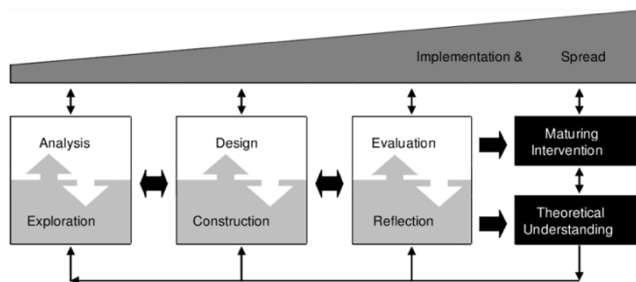 Implementation & Spread
Analysis
Design
Evaluation
Maturing
Intervention
Exploration
Construction
Reflection
Theoretical
Understanding